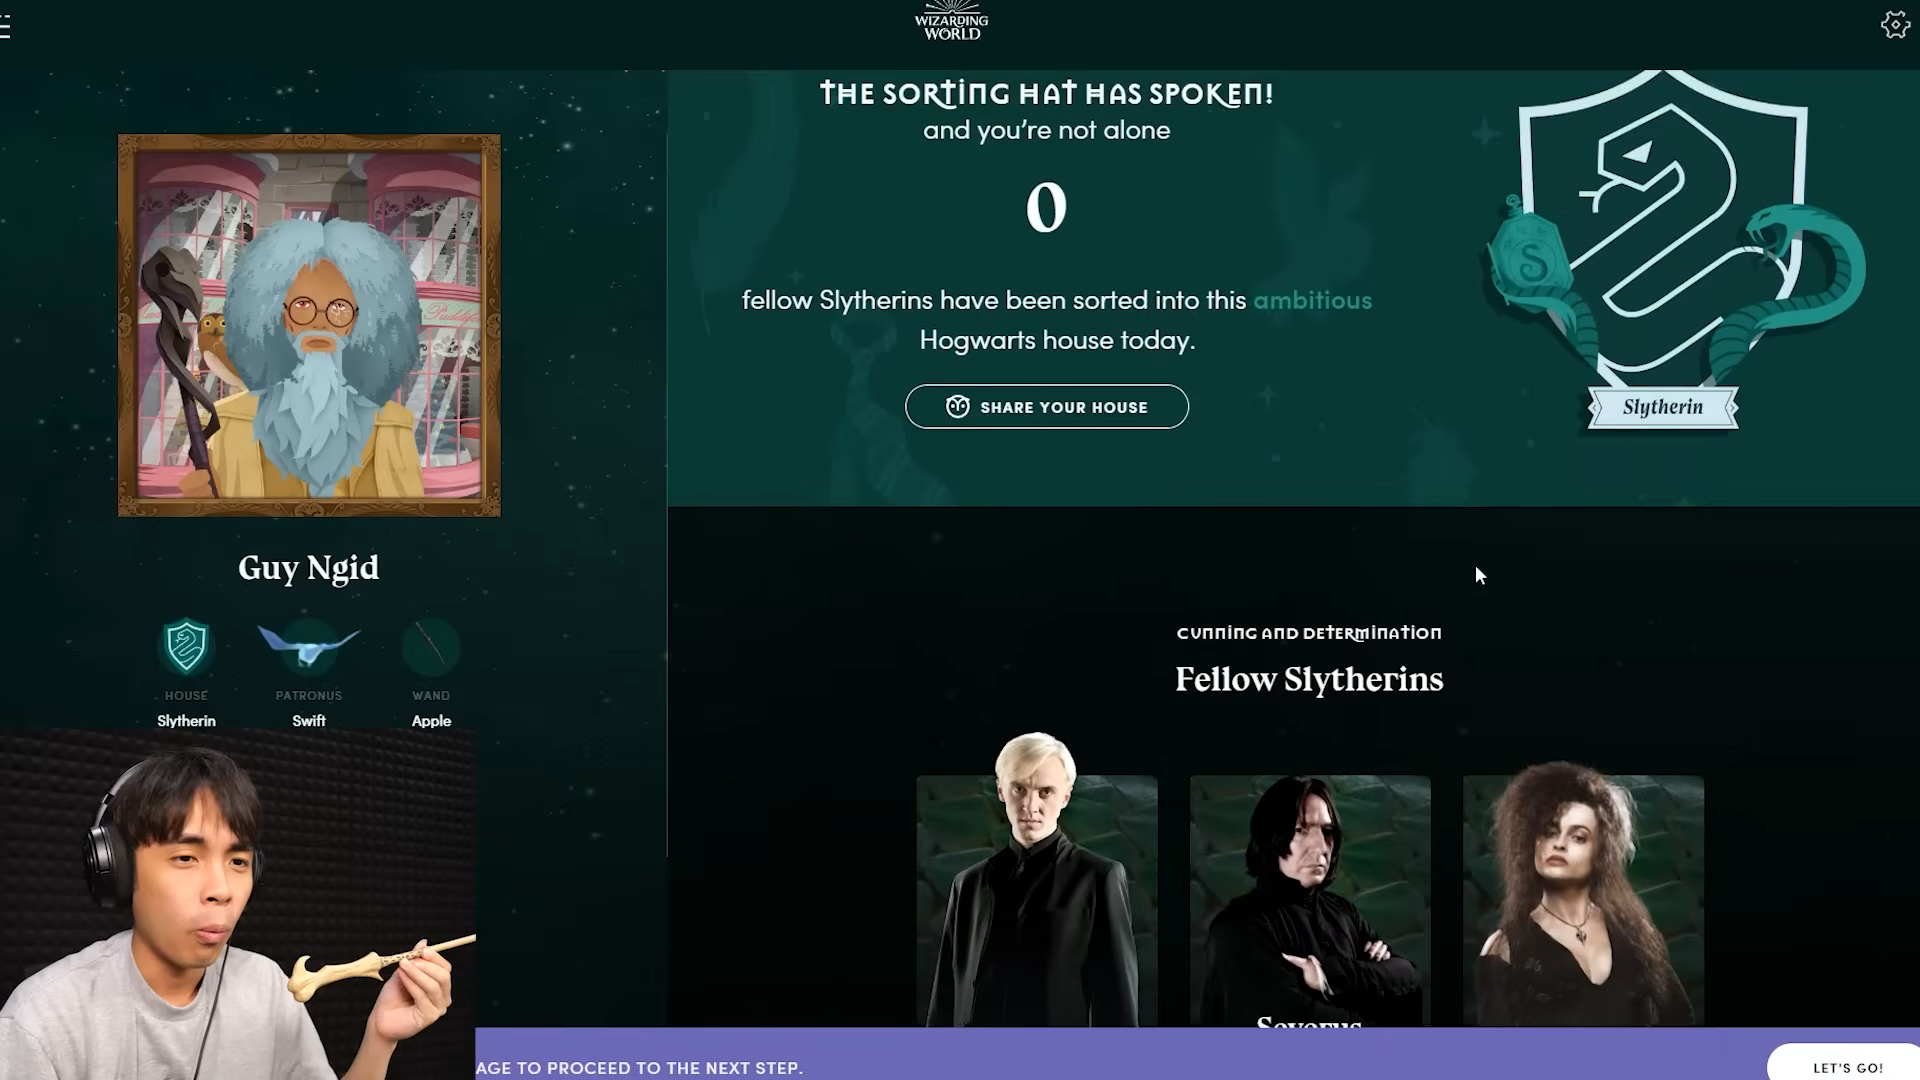 WIZARDING
WORLD
THE SORTING HAT HAS SPOKEN!
and you're not alone
0
fellow Slytherins have been sorted into this ambitious
Hogwarts house today.
SHARE YOUR HOUSE
S
Slytherin
Guy Ngid
HOUSE
PATRONUS
WAND
Slytherin
Swift
Apple
CUNNING AND DETERMINATION
Fellow Slytherins
Severus
AGE TO PROCEED TO THE NEXT STEP.
LET'S GO!